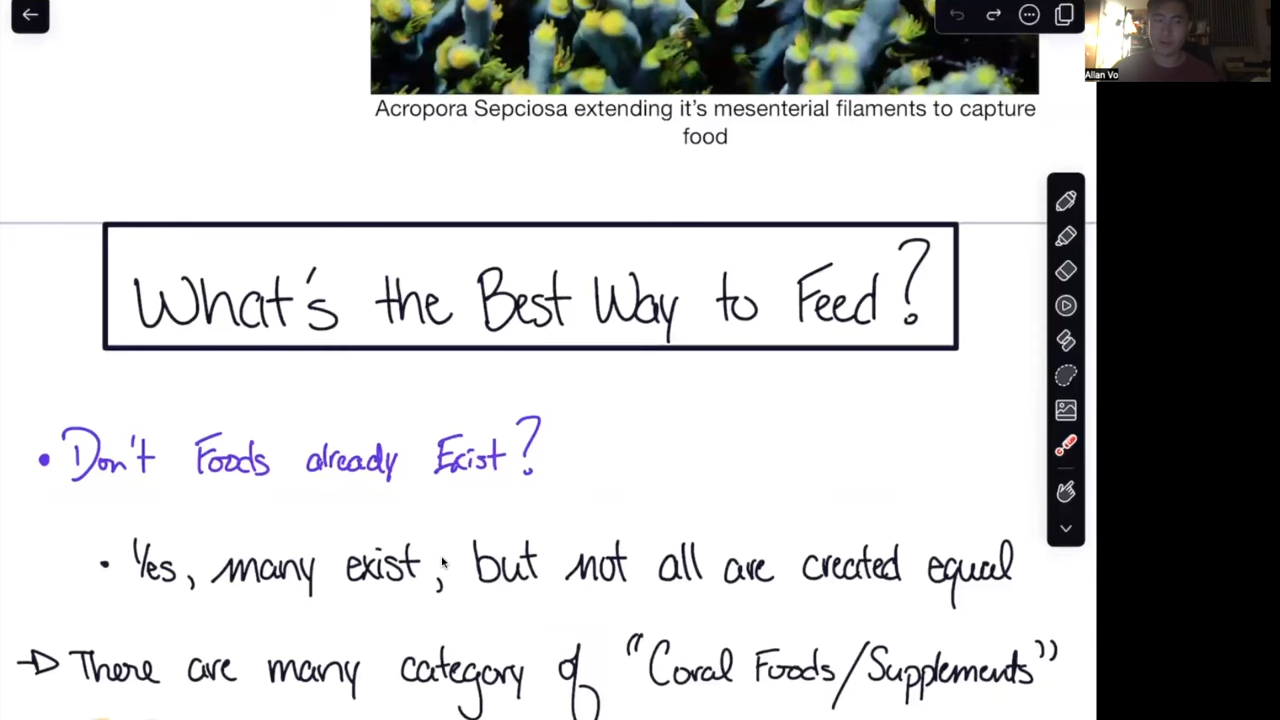 Allan Vo
Acropora Sepciosa extending it's mesenterial filaments to capture
food
What's the Best Way to Feed?
• Don't Foods already Exist?
• Yes, many exist, but not all are created equal
→ There are many category of "Coral Foods/Supplements"